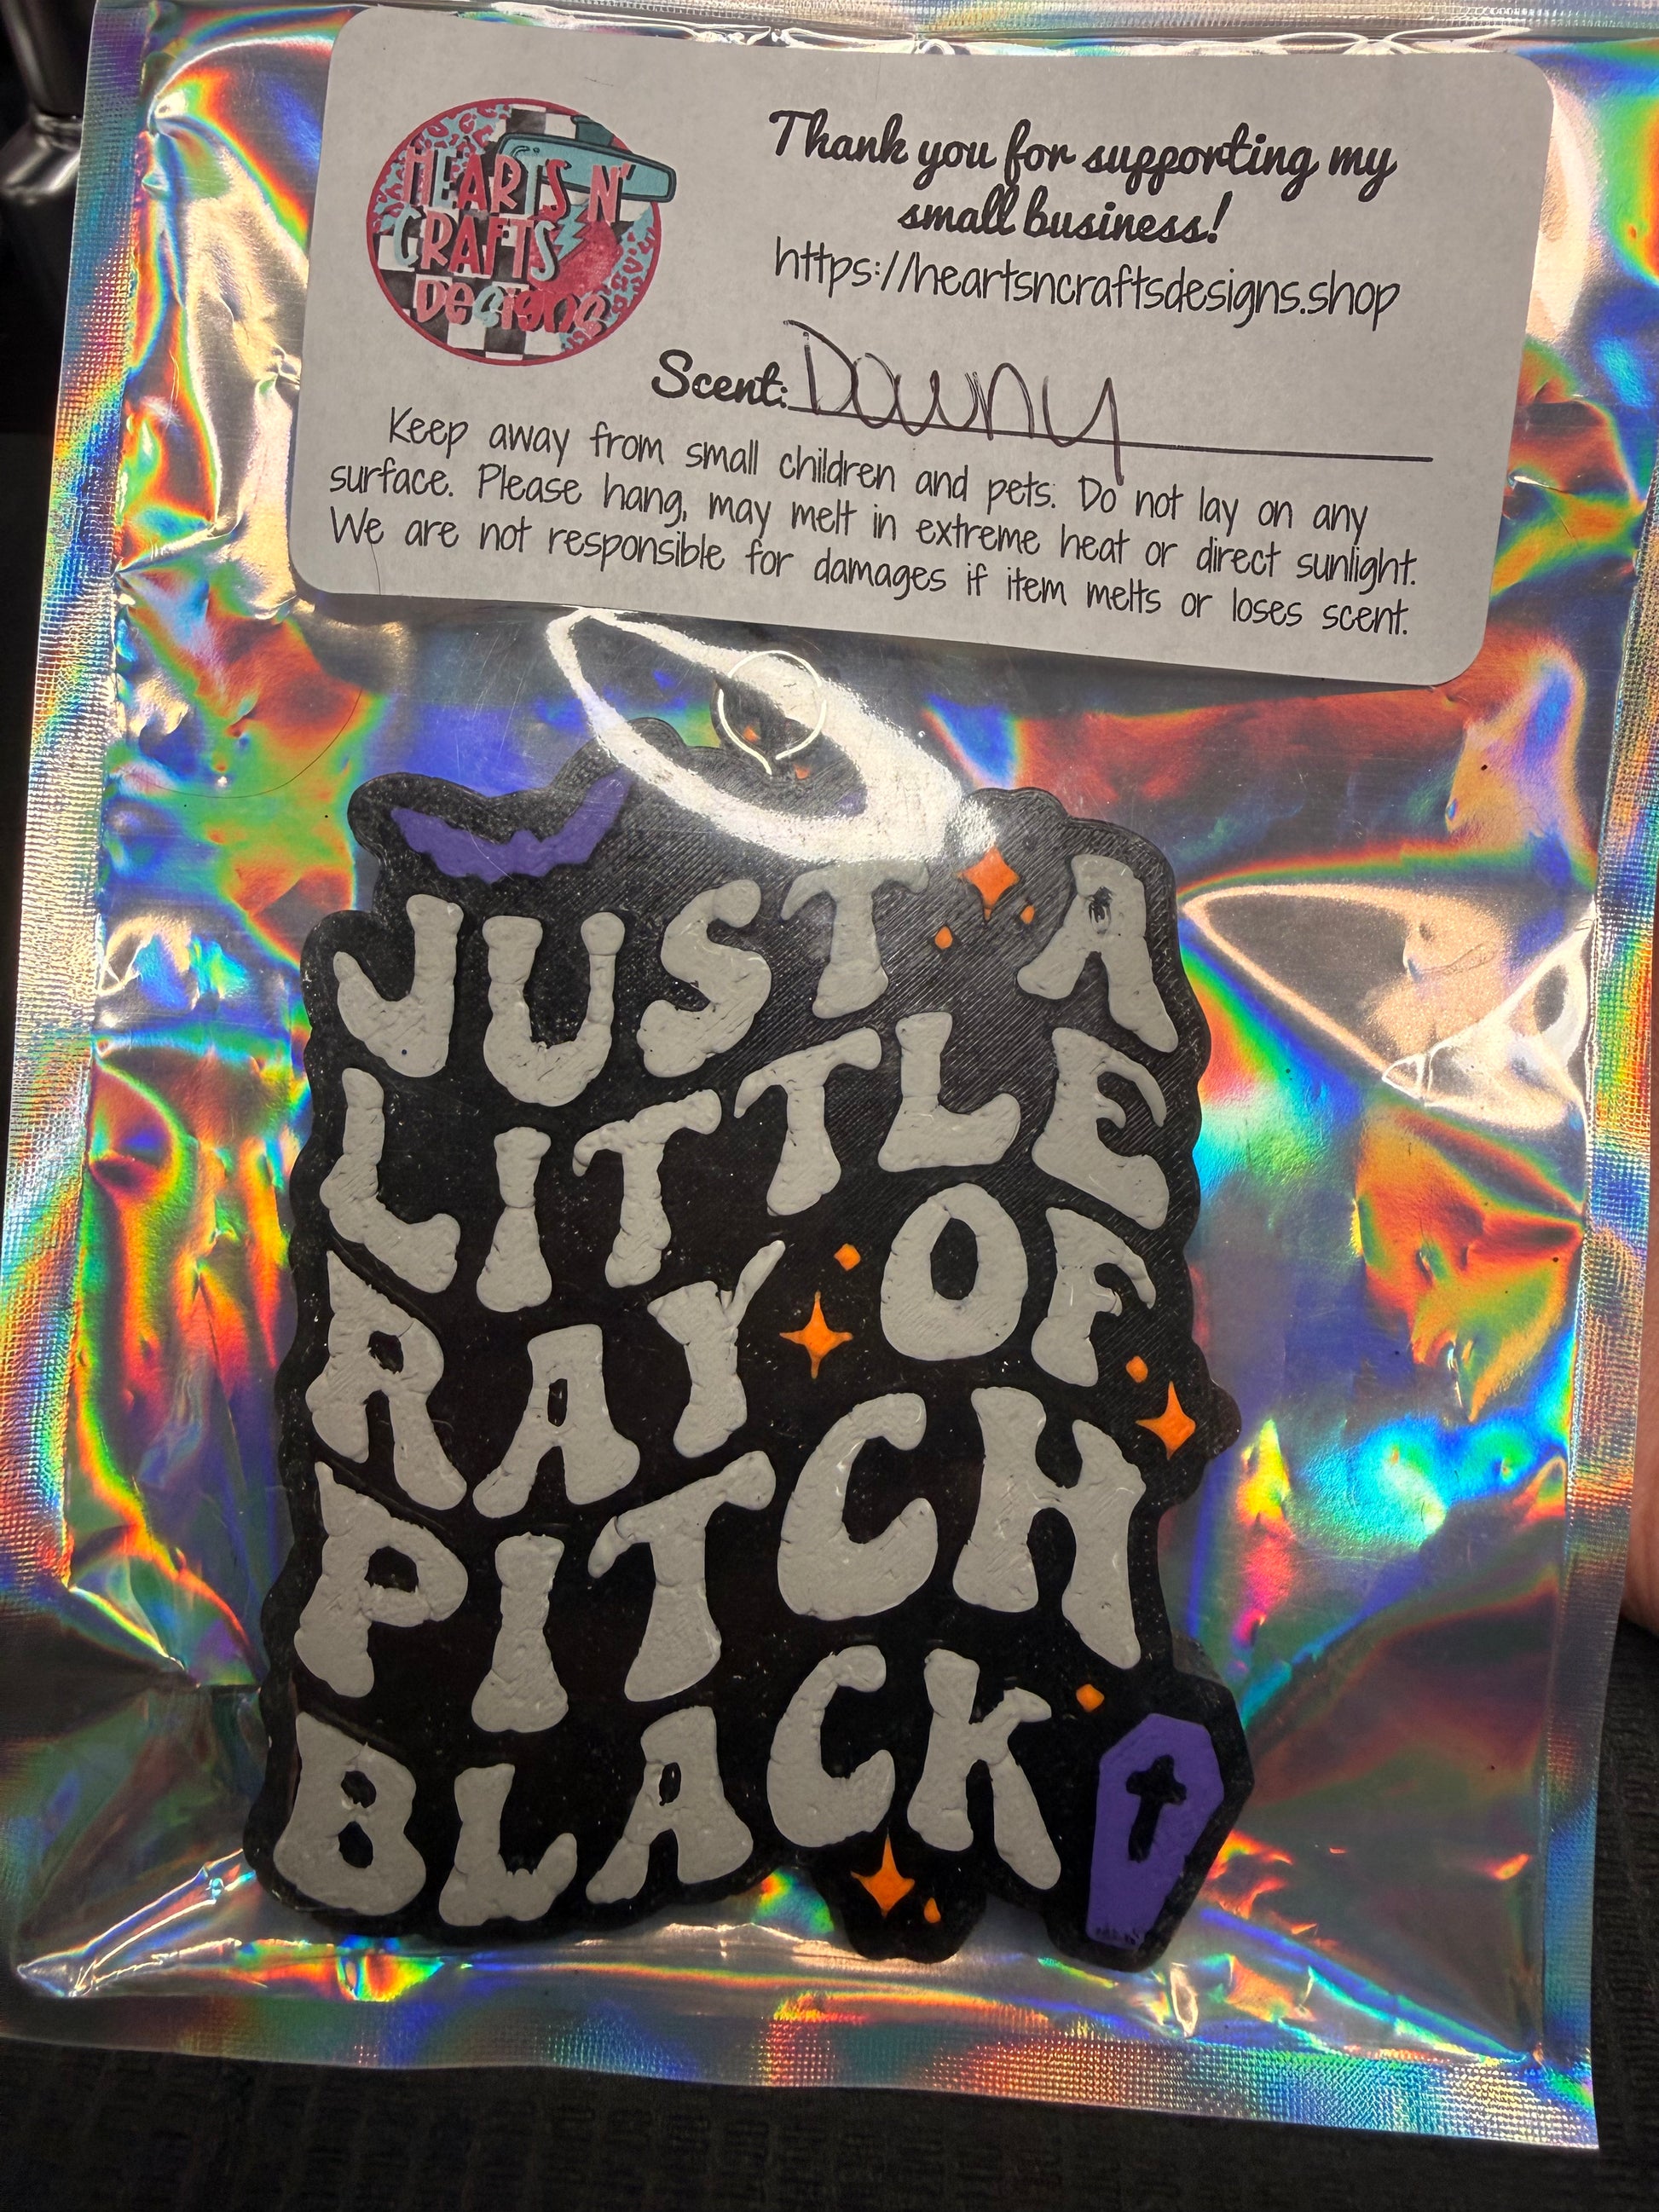 HEARTS N'
CRAFTS
Designs
Thank you for supporting my
small business!
https://heartsncraftsdesigns.shop
Scent: Downy
Keep away from small children and pets. Do not lay on any
surface. Please hang, may melt in extreme heat or direct sunlight.
We are not responsible for damages if item melts or loses scent.
JUST A
LITTLE
RAY OF
PITCH
BLACK